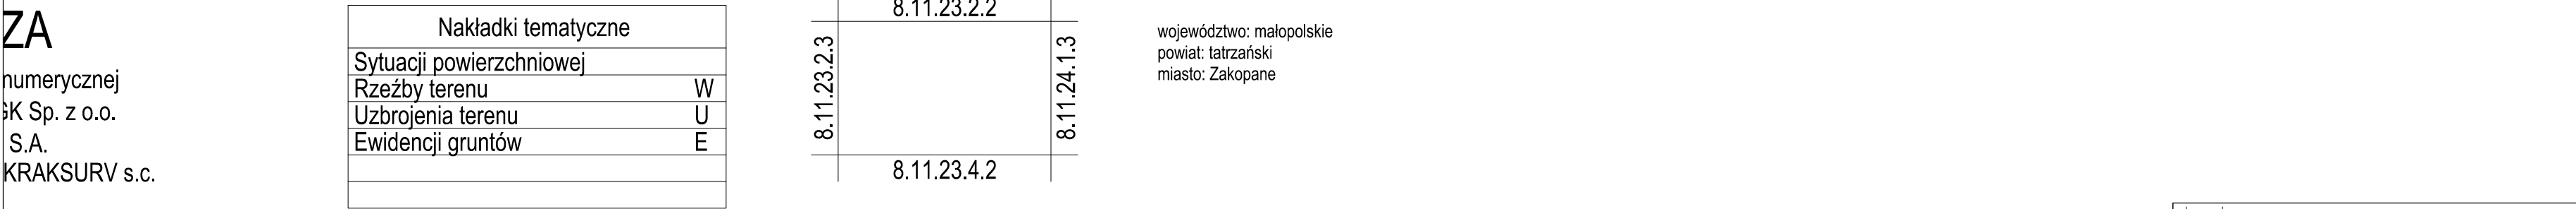 ZA
numerycznej
GK Sp. z o.o.
S.A.
KRAKSURV s.c.
Nakładki tematyczne
Sytuacji powierzchniowej
Rzeźby terenu W
Uzbrojenia terenu U
Ewidencji gruntów E
8.11.23.2.2
8.11.23.2.3
8.11.24.1.3
8.11.23.4.2
województwo: małopolskie
powiat: tatrzański
miasto: Zakopane